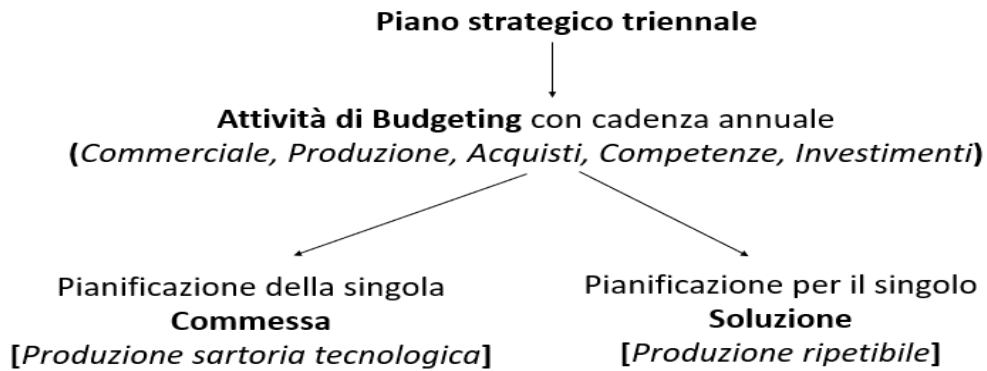 Piano strategico triennale
Attività di Budgeting con cadenza annuale
(Commerciale, Produzione, Acquisti, Competenze, Investimenti)
Pianificazione della singola
Commessa
[Produzione sartoria tecnologica]
Pianificazione per il singolo
Soluzione
[Produzione ripetibile]